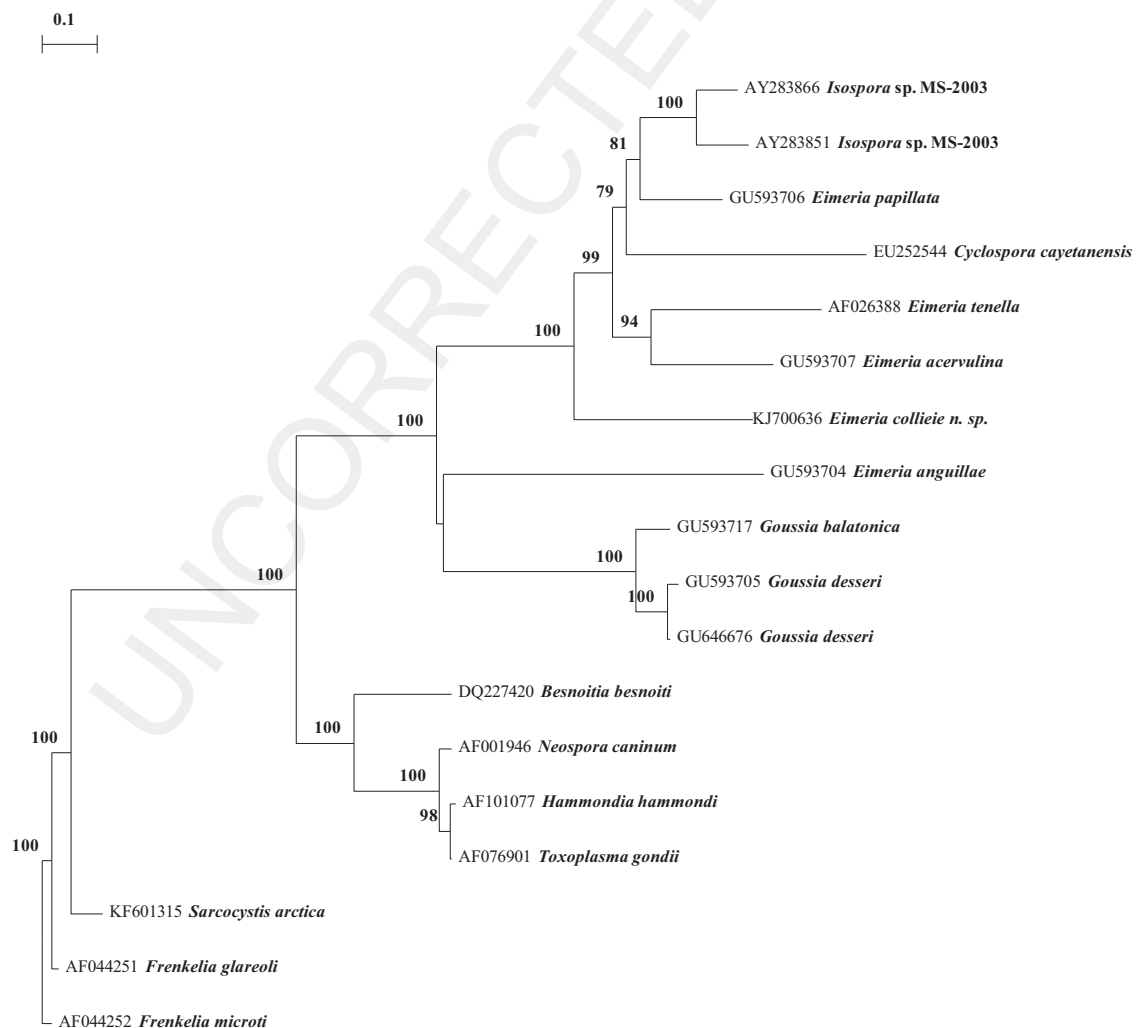 0.1
AY283866 Isospora sp. MS-2003
100
81
AY283851 Isospora sp. MS-2003
79
GU593706 Eimeria papillata
99
EU252544 Cyclospora cayetanensis
AF026388 Eimeria tenella
94
100
GU593707 Eimeria acervulina
100
KJ700636 Eimeria collieie n. sp.
GU593704 Eimeria anguillae
GU593717 Goussia balatonica
100
100
GU593705 Goussia desseri
100
GU646676 Goussia desseri
DQ227420 Besnoitia besnoiti
100
100
AF001946 Neospora caninum
100
AF101077 Hammondia hammondi
98
100
AF076901 Toxoplasma gondii
KF601315 Sarcocystis arctica
AF044251 Frenkelia glareoli
AF044252 Frenkelia microti
UNCORRECTE